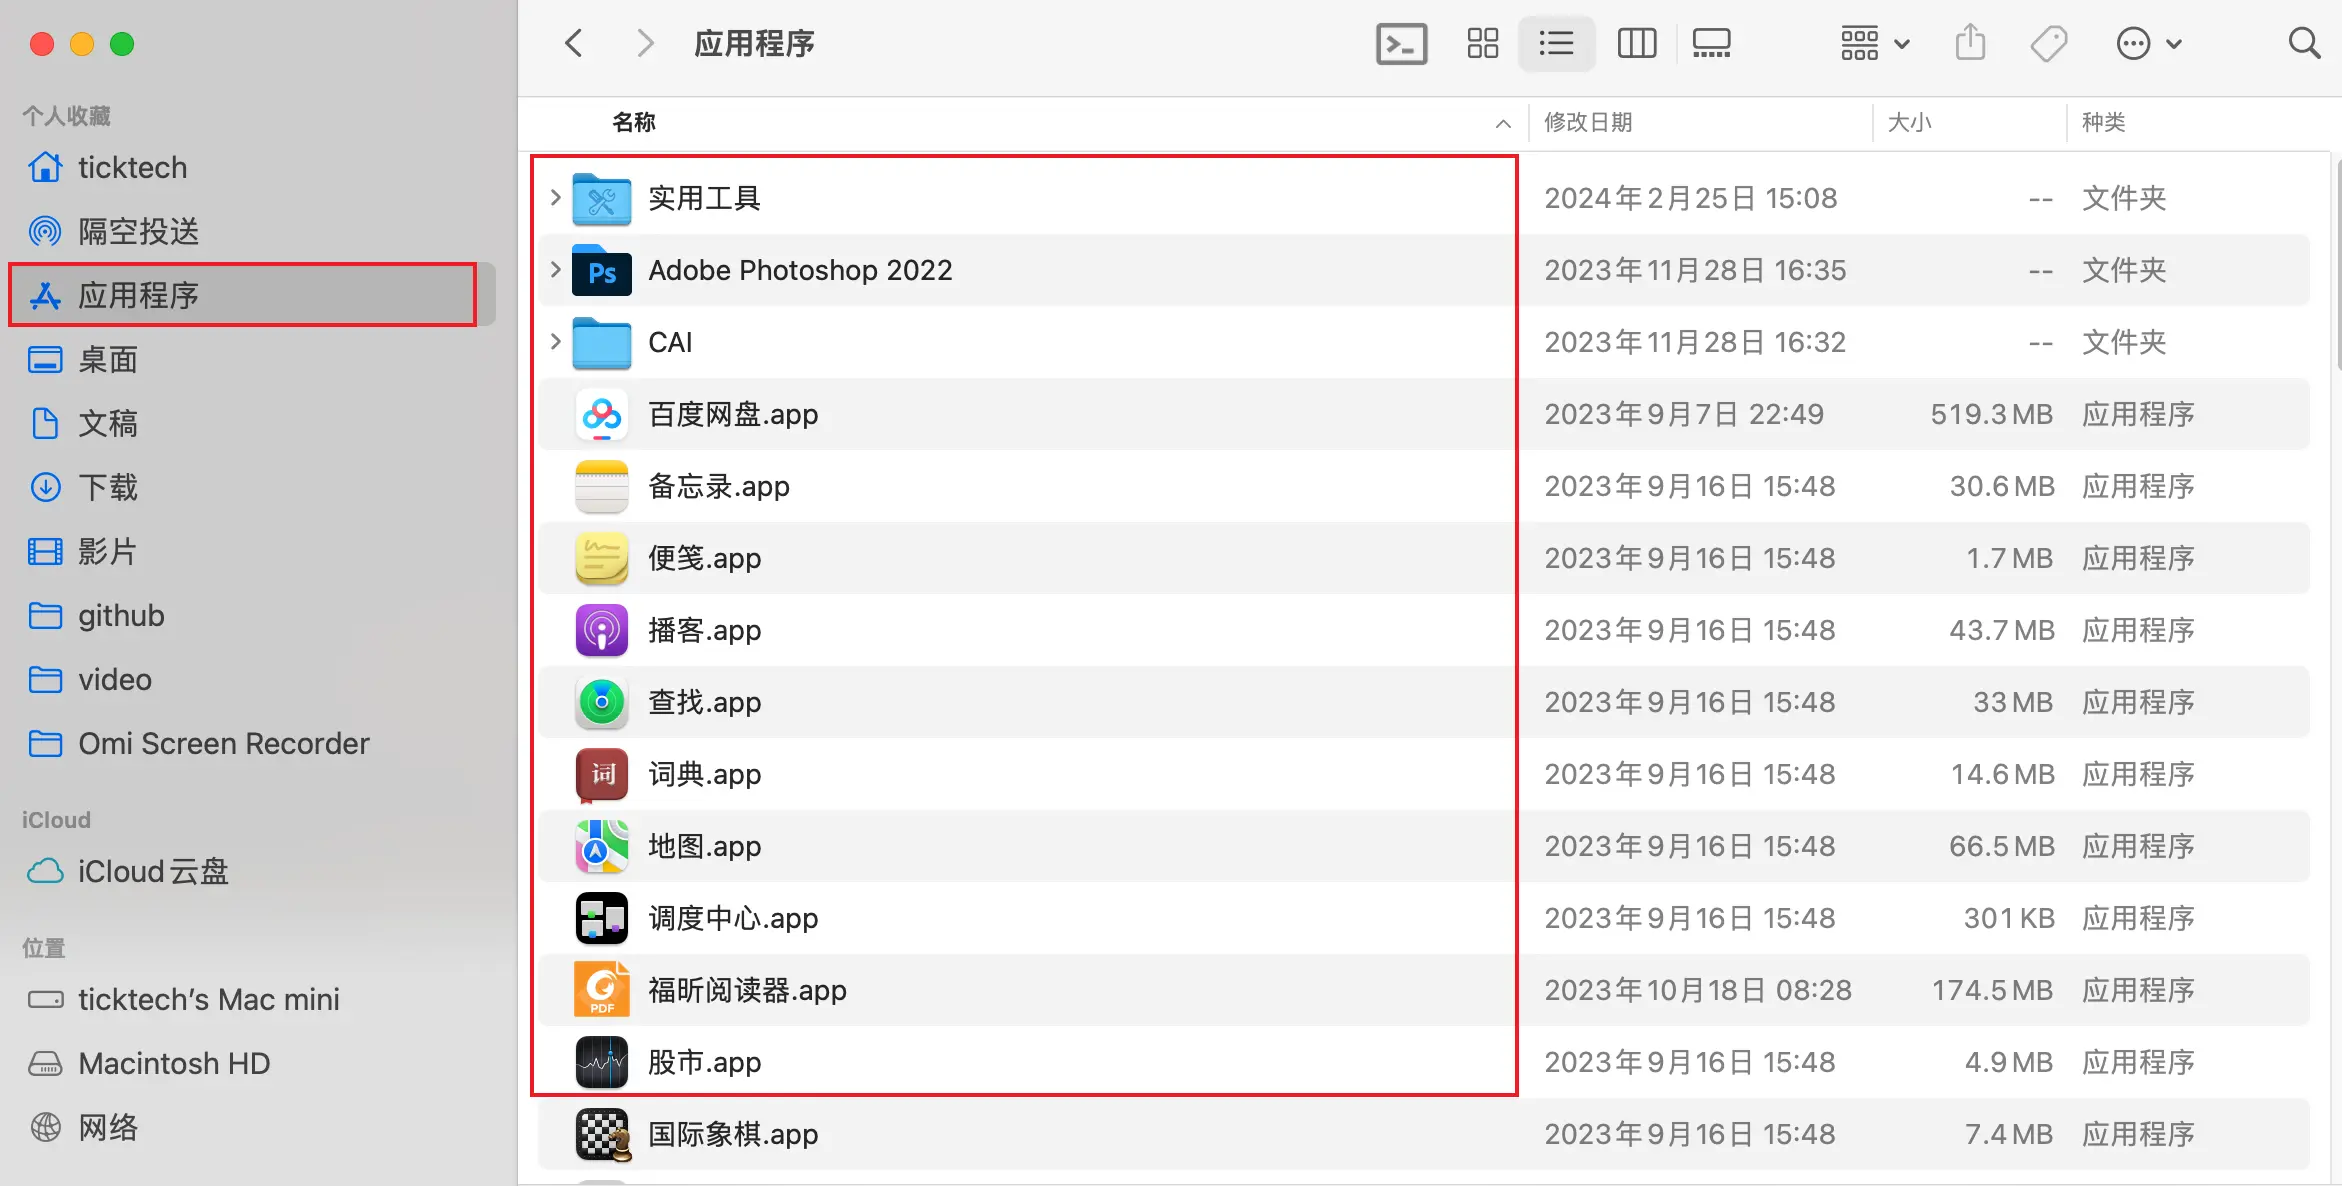 应用程序
个人收藏
ticktech
隔空投送
应用程序
桌面
文稿
下载
影片
github
video
Omi Screen Recorder
iCloud
iCloud云盘
位置
ticktech’s Mac mini
Macintosh HD
网络
名称 修改日期 大小 种类
实用工具 2024年2月25日 15:08 -- 文件夹
Ps Adobe Photoshop 2022 2023年11月28日 16:35 -- 文件夹
CAI 2023年11月28日 16:32 -- 文件夹
百度网盘.app 2023年9月7日 22:49 519.3 MB 应用程序
备忘录.app 2023年9月16日 15:48 30.6 MB 应用程序
便笺.app 2023年9月16日 15:48 1.7 MB 应用程序
播客.app 2023年9月16日 15:48 43.7 MB 应用程序
查找.app 2023年9月16日 15:48 33 MB 应用程序
词 词典.app 2023年9月16日 15:48 14.6 MB 应用程序
地图.app 2023年9月16日 15:48 66.5 MB 应用程序
调度中心.app 2023年9月16日 15:48 301 KB 应用程序
PDF 福昕阅读器.app 2023年10月18日 08:28 174.5 MB 应用程序
股市.app 2023年9月16日 15:48 4.9 MB 应用程序
国际象棋.app 2023年9月16日 15:48 7.4 MB 应用程序